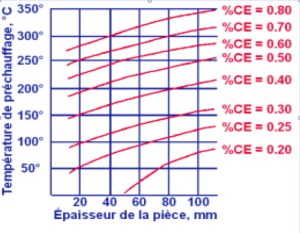 Température de préchauffage, °C
350°
300°
250°
200°
150°
100°
50°
%CE = 0.80
%CE = 0.70
%CE = 0.60
%CE = 0.50
%CE = 0.40
%CE = 0.30
%CE = 0.25
%CE = 0.20
20 40 60 80 100
Épaisseur de la pièce, mm